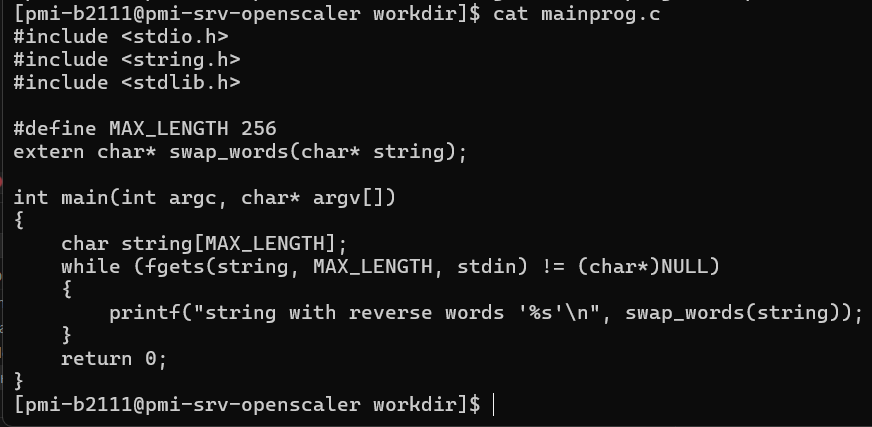 [pmi-b2111@pmi-srv-openscaler workdir]$ cat mainprog.c
#include <stdio.h>
#include <string.h>
#include <stdlib.h>
#define MAX_LENGTH 256
extern char* swap_words(char* string);
int main(int argc, char* argv[])
{
    char string[MAX_LENGTH];
    while (fgets(string, MAX_LENGTH, stdin) != (char*)NULL)
    {
        printf("string with reverse words '%s'\n", swap_words(string));
    }
    return 0;
}
[pmi-b2111@pmi-srv-openscaler workdir]$